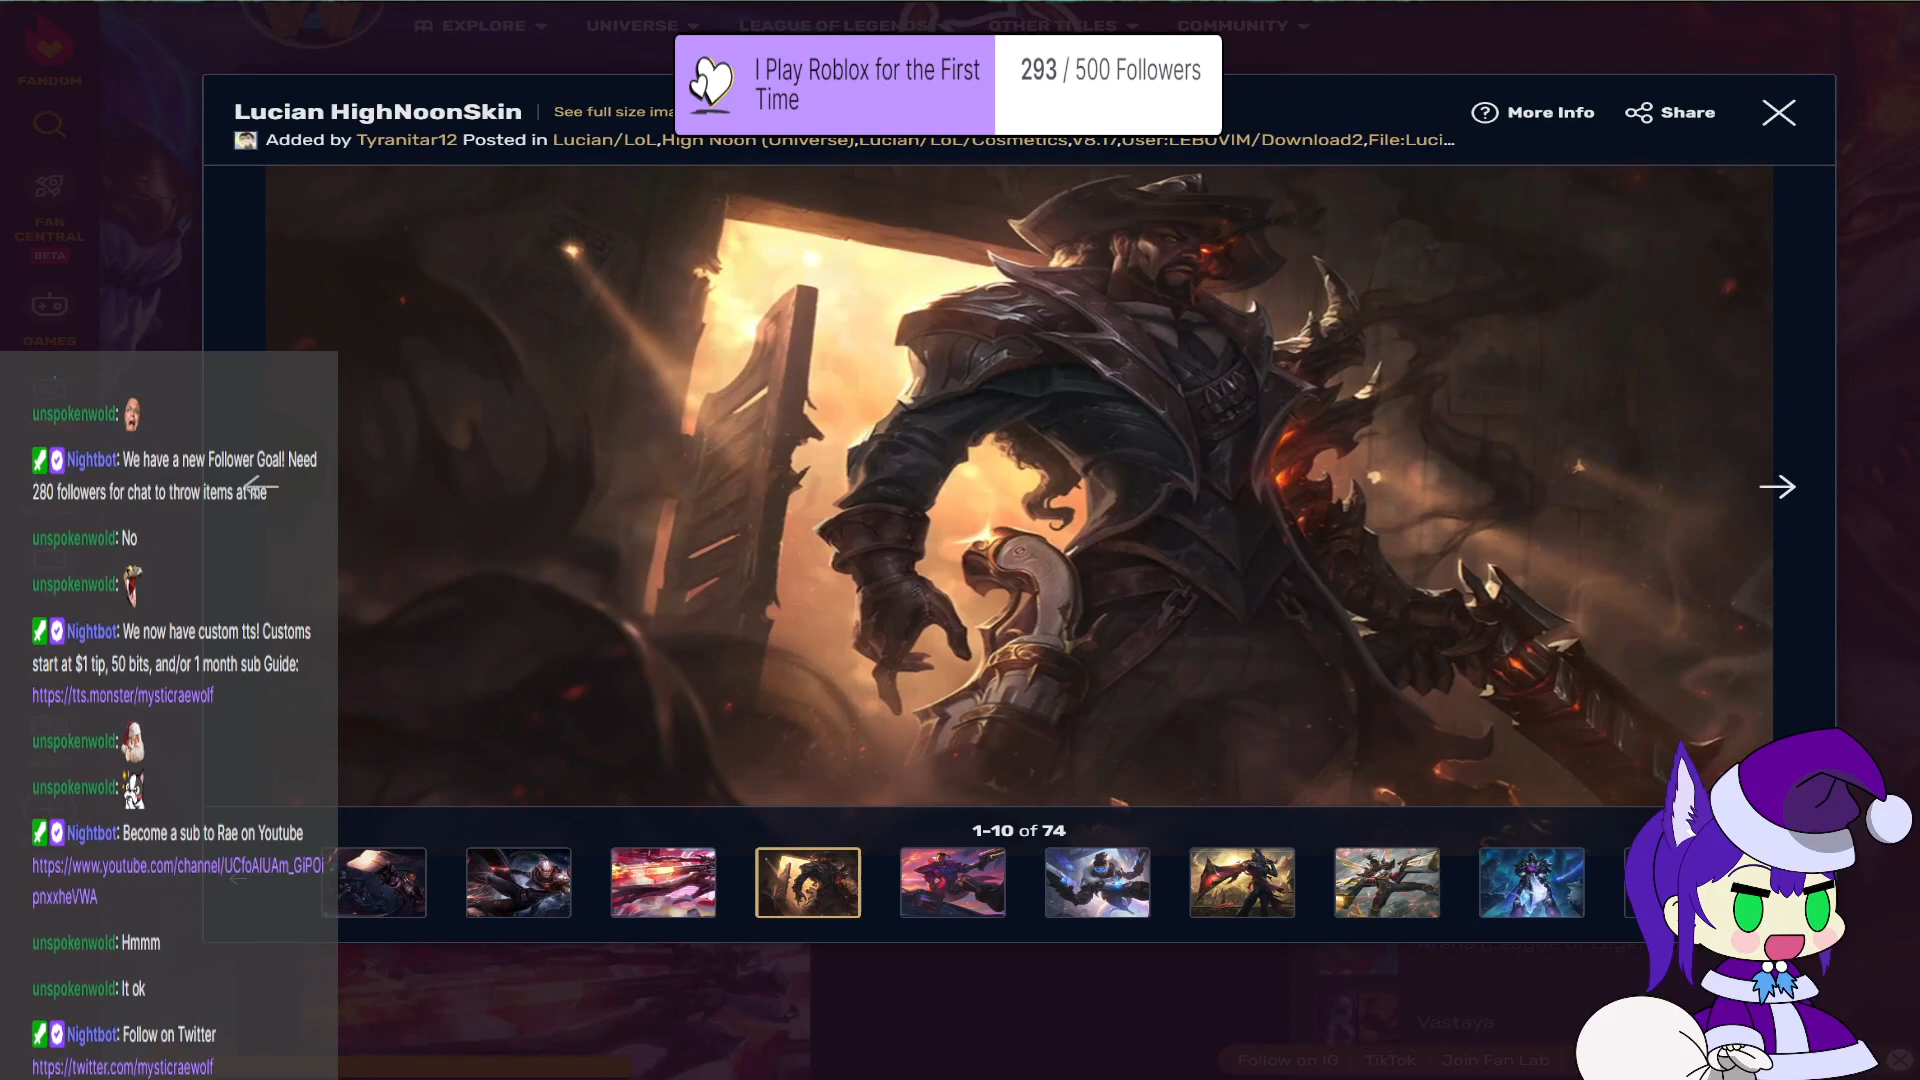 EXPLORE
UNIVERSE
LEAGUE OF LEGENDS
OTHER TITLES
COMMUNITY
FANDOM
FAN
CENTRAL
BETA
GAMES
I Play Roblox for the First
Time
293 / 500 Followers
Lucian HighNoonSkin
See full size ima
More Info
Share
Added by Tyranitar12 Posted in Lucian/LoL,High Noon (Universe),Lucian/LoL/Cosmetics,V8.17,User:LEBOVIM/Download2,File:Luci...
unspokenwold:
Nightbot: We have a new Follower Goal! Need
280 followers for chat to throw items at me
unspokenwold: No
unspokenwold:
Nightbot: We now have custom tts! Customs
start at $1 tip, 50 bits, and/or 1 month sub Guide:
https://tts.monster/mysticraewolf
unspokenwold:
unspokenwold:
Nightbot: Become a sub to Rae on Youtube
https://www.youtube.com/channel/UCfoAlUAm_GiPOi
pnxxheVWA
unspokenwold: Hmmm
unspokenwold: It ok
Nightbot: Follow on Twitter
https://twitter.com/mysticraewolf
1-10 of 74
Vastaya
Follow on IG
TikTok
Join Fan Lab